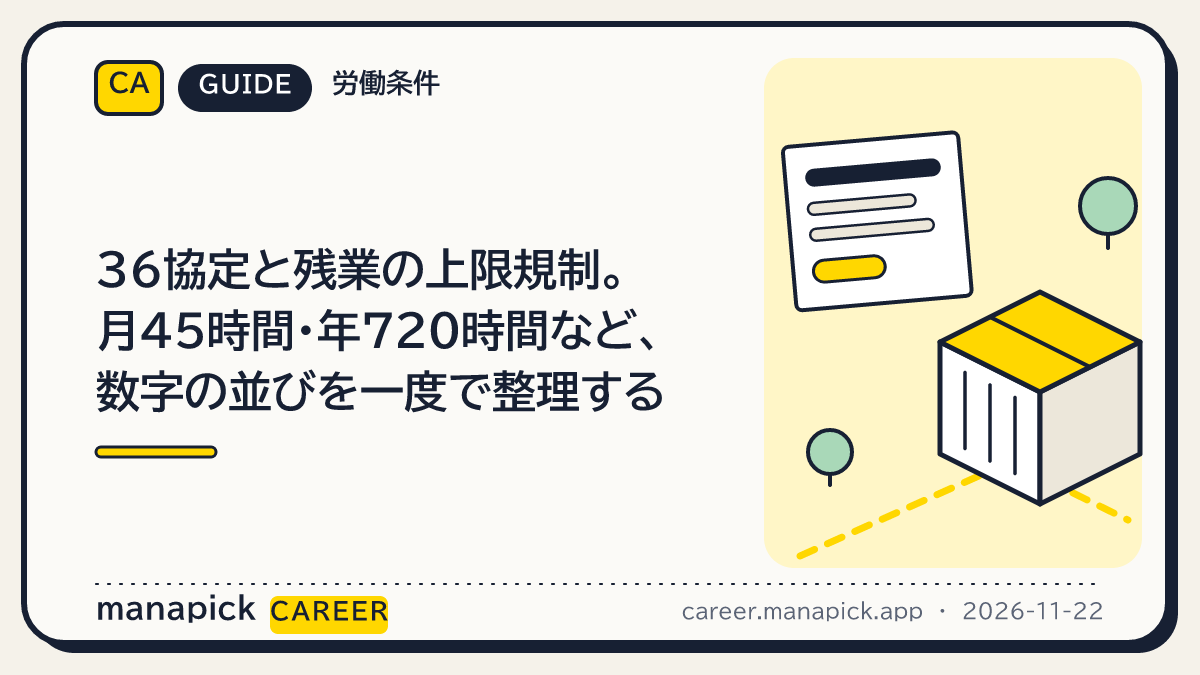 CA GUIDE 労働条件
36協定と残業の上限規制。
月45時間・年720時間など、
数字の並びを一度で整理する
manapick CAREER
career.manapick.app ・ 2026-11-22